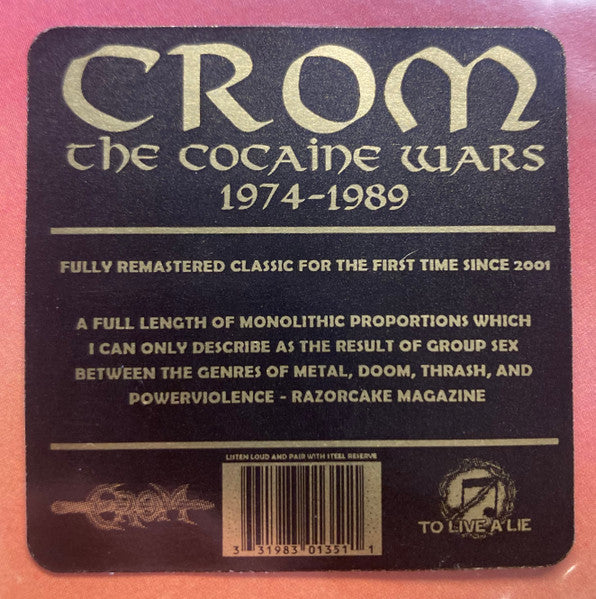 CROM
the cocaine wars
1974-1989
FULLY REMASTERED CLASSIC FOR THE FIRST TIME SINCE 2001
A FULL LENGTH OF MONOLITHIC PROPORTIONS WHICH
I CAN ONLY DESCRIBE AS THE RESULT OF GROUP SEX
BETWEEN THE GENRES OF METAL, DOOM, THRASH, AND
POWERVIOLENCE - RAZORCAKE MAGAZINE
LISTEN LOUD AND PAIR WITH STEEL RESERVE
CROM
3 31983 01351 1
TO LIVE A LIE